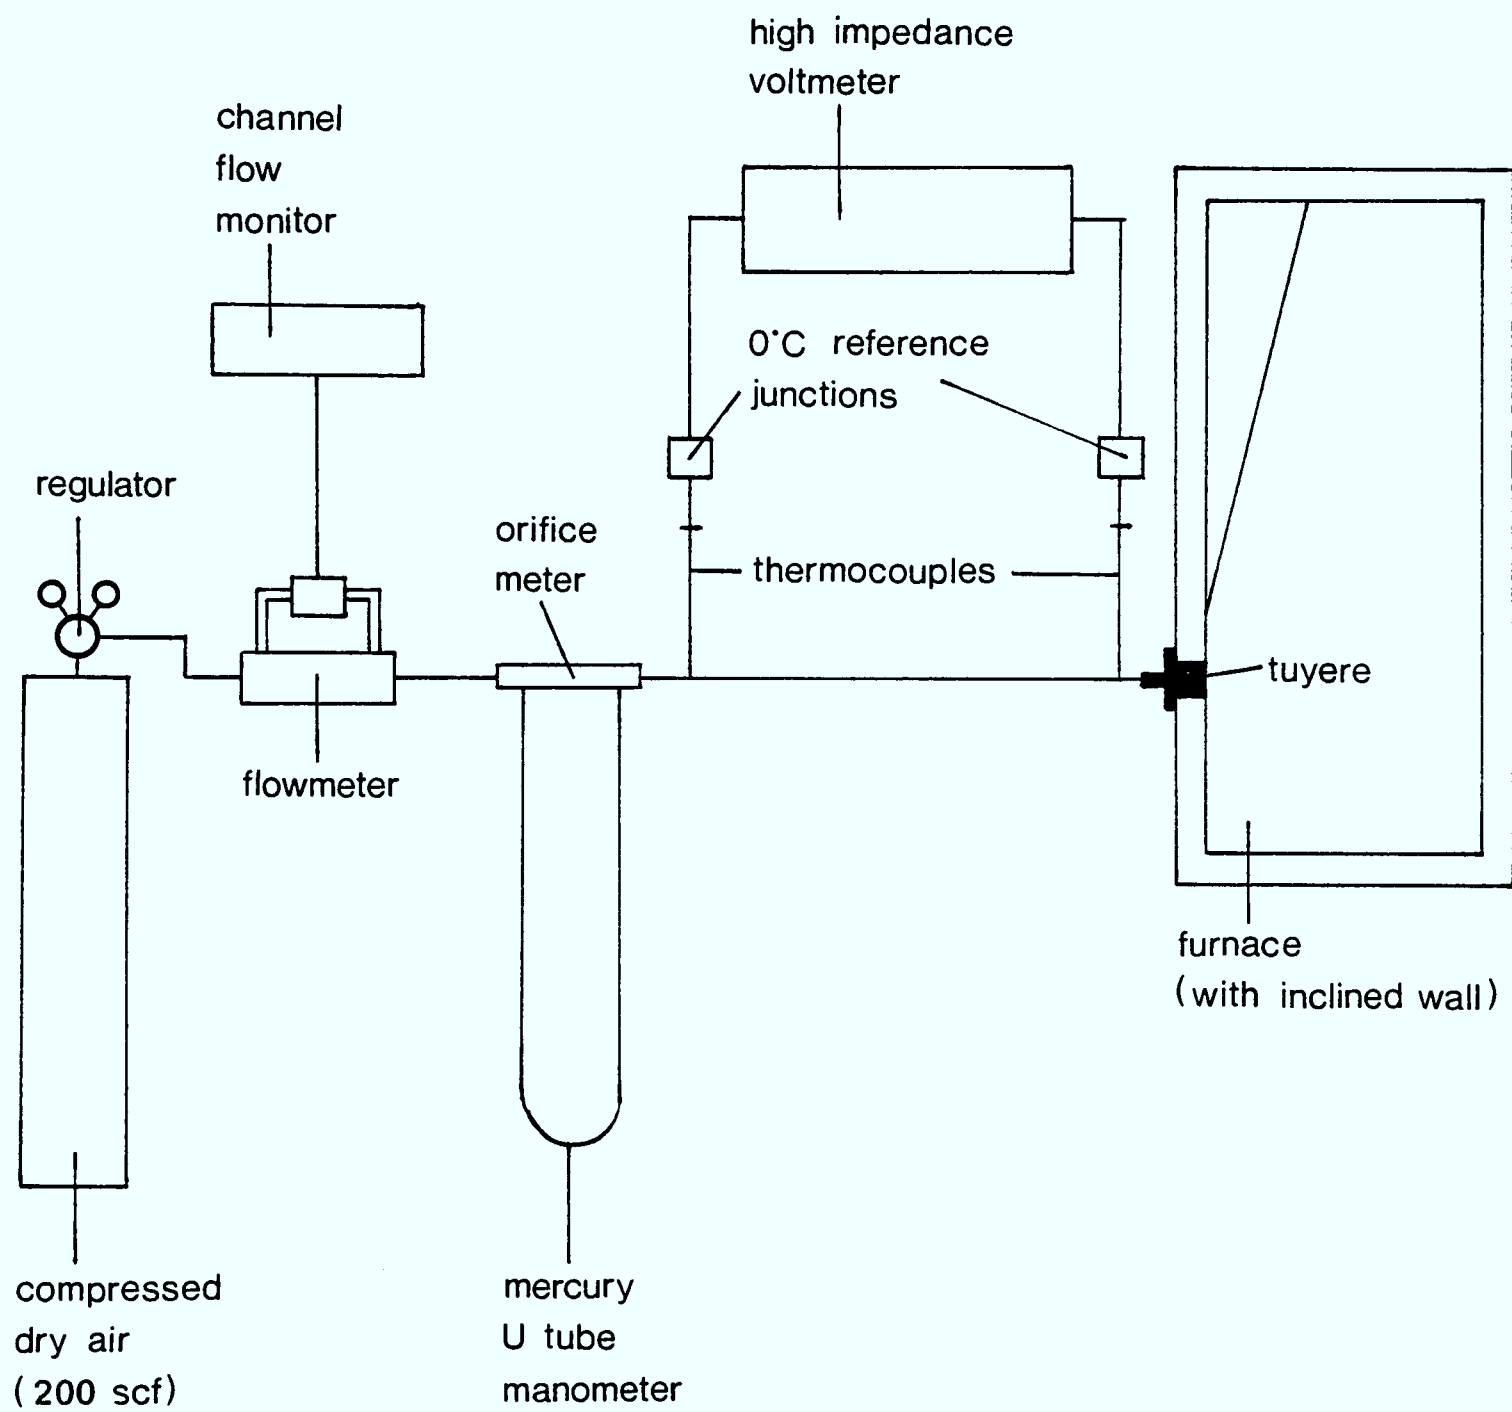 high impedance
voltmeter
channel
flow
monitor
0°C reference
junctions
regulator
orifice
meter
thermocouples
tuyere
flowmeter
furnace
(with inclined wall)
compressed
dry air
(200 scf)
mercury
U tube
manometer